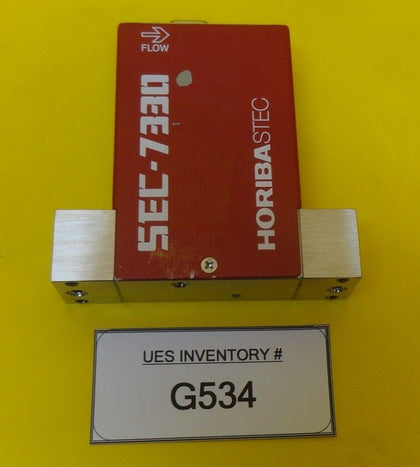 FLOW
SEC-7330
HORIBASTEC
UES INVENTORY #
G534